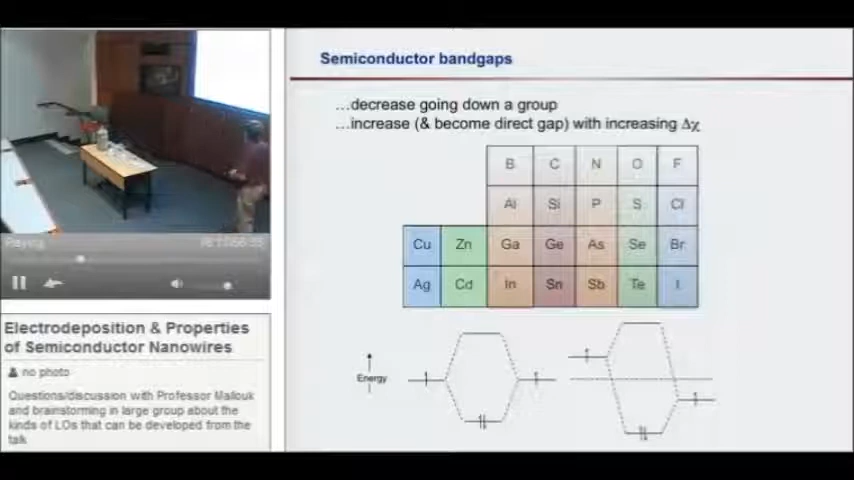 Semiconductor bandgaps
...decrease going down a group
...increase (& become direct gap) with increasing Δχ
B C N O F
Al Si P S Cl
Cu Zn Ga Ge As Se Br
Ag Cd In Sn Sb Te I
Energy
Playing
Electrodeposition & Properties
of Semiconductor Nanowires
no photo
Questions/discussion with Professor Mallouk
and brainstorming in large group about the
kinds of LOs that can be developed from the
talk